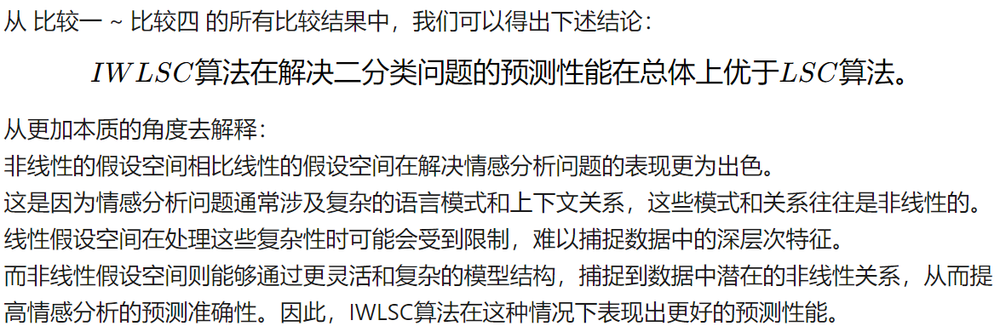 从 比较一 ~ 比较四 的所有比较结果中，我们可以得出下述结论：
IWLSC算法在解决二分类问题的预测性能在总体上优于LSC算法。
从更加本质的角度去解释：
非线性的假设空间相比线性的假设空间在解决情感分析问题的表现更为出色。
这是因为情感分析问题通常涉及复杂的语言模式和上下文关系，这些模式和关系往往是非线性的。
线性假设空间在处理这些复杂性时可能会受到限制，难以捕捉数据中的深层次特征。
而非线性假设空间则能够通过更灵活和复杂的模型结构，捕捉到数据中潜在的非线性关系，从而提
高情感分析的预测准确性。因此，IWLSC算法在这种情况下表现出更好的预测性能。